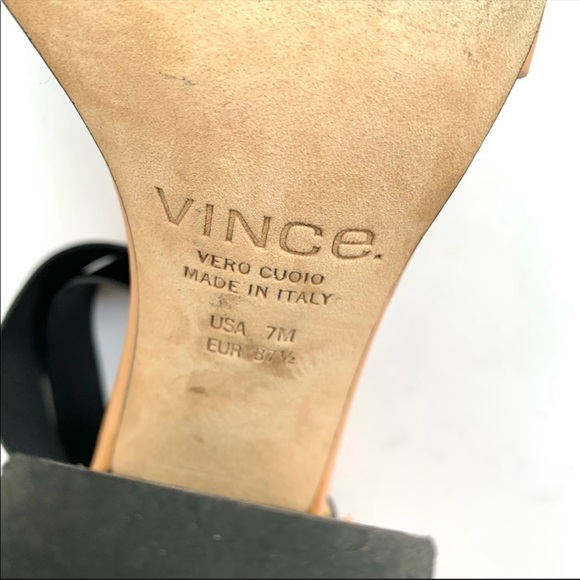 VINCe.
VERO CUOIO
MADE IN ITALY
USA 7M
EUR 37½